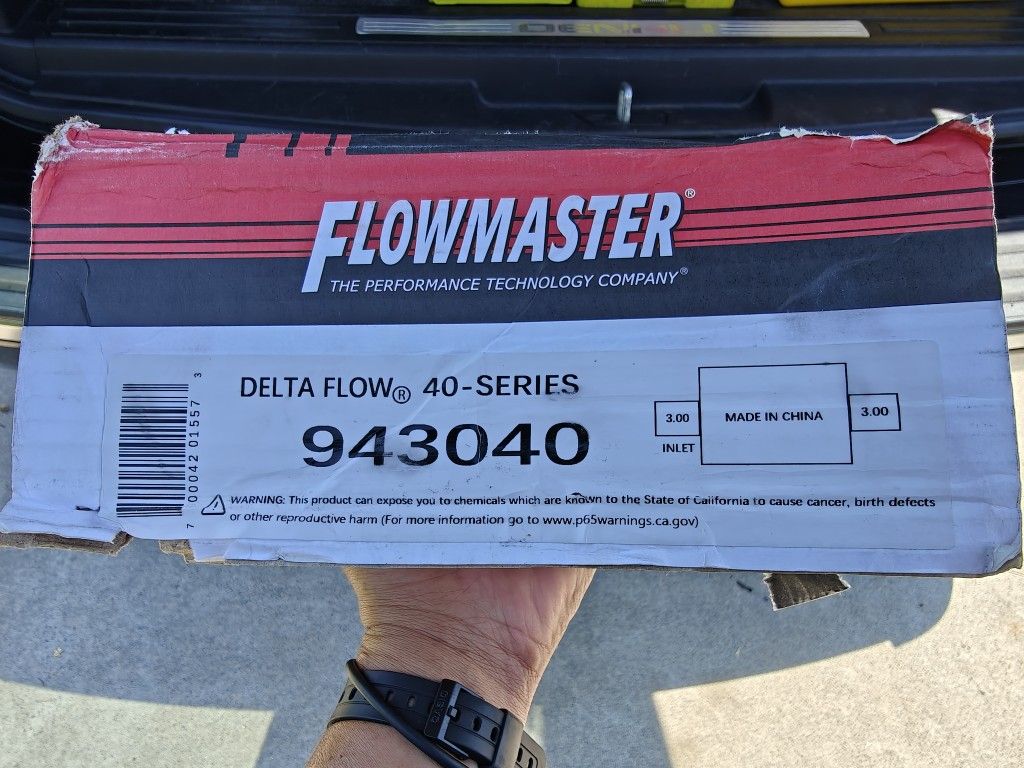 FLOWMASTER®
THE PERFORMANCE TECHNOLOGY COMPANY®
DELTA FLOW® 40-SERIES
943040
3.00
INLET
MADE IN CHINA
3.00
7 00042 01557 3
WARNING: This product can expose you to chemicals which are known to the State of California to cause cancer, birth defects
or other reproductive harm (For more information go to www.p65warnings.ca.gov)
CASIO